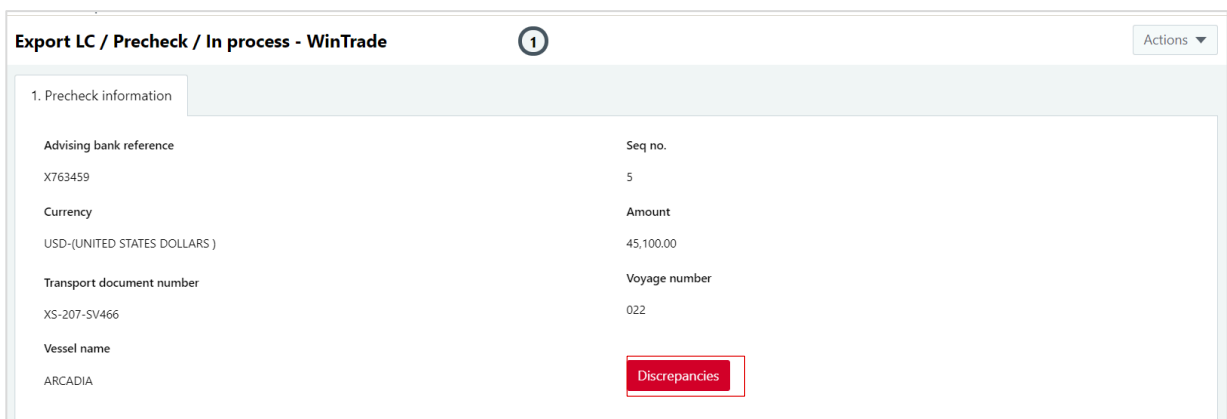 Export LC / Precheck / In process - WinTrade
1
Actions
1. Precheck information
Advising bank reference
Seq no.
X763459
5
Currency
Amount
USD-(UNITED STATES DOLLARS )
45,100.00
Transport document number
Voyage number
XS-207-SV466
022
Vessel name
ARCADIA
Discrepancies